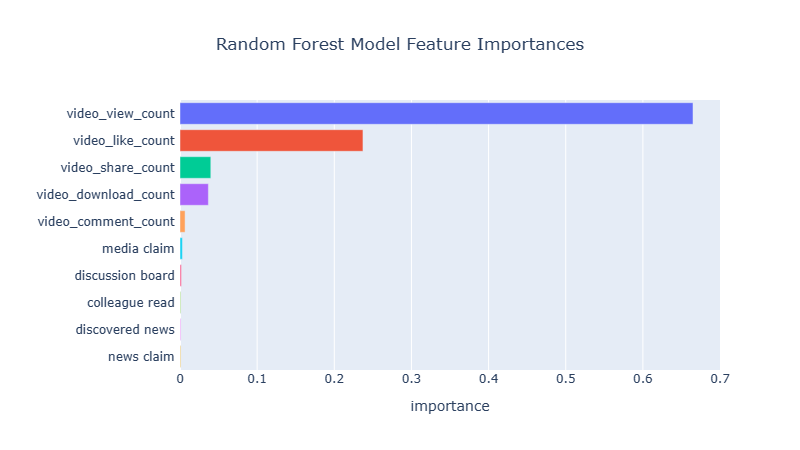 Random Forest Model Feature Importances
video_view_count
video_like_count
video_share_count
video_download_count
video_comment_count
media claim
discussion board
colleague read
discovered news
news claim
0 0.1 0.2 0.3 0.4 0.5 0.6 0.7
importance